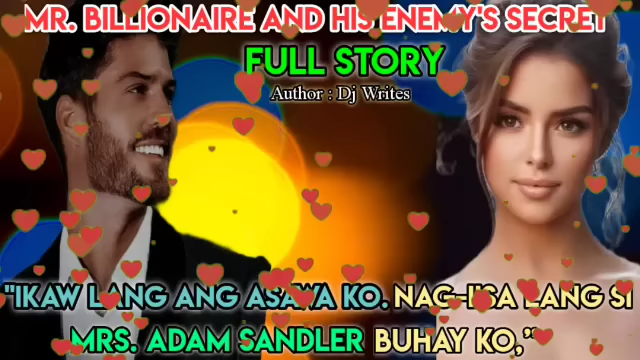 MR. BILLIONAIRE AND HIS ENEMY'S SECRET
FULL STORY
Author : Dj Writes
"IKAW LANG ANG ASAWA KO. NAG-IISA LANG SI
MRS. ADAM SANDLER BUHAY KO,"